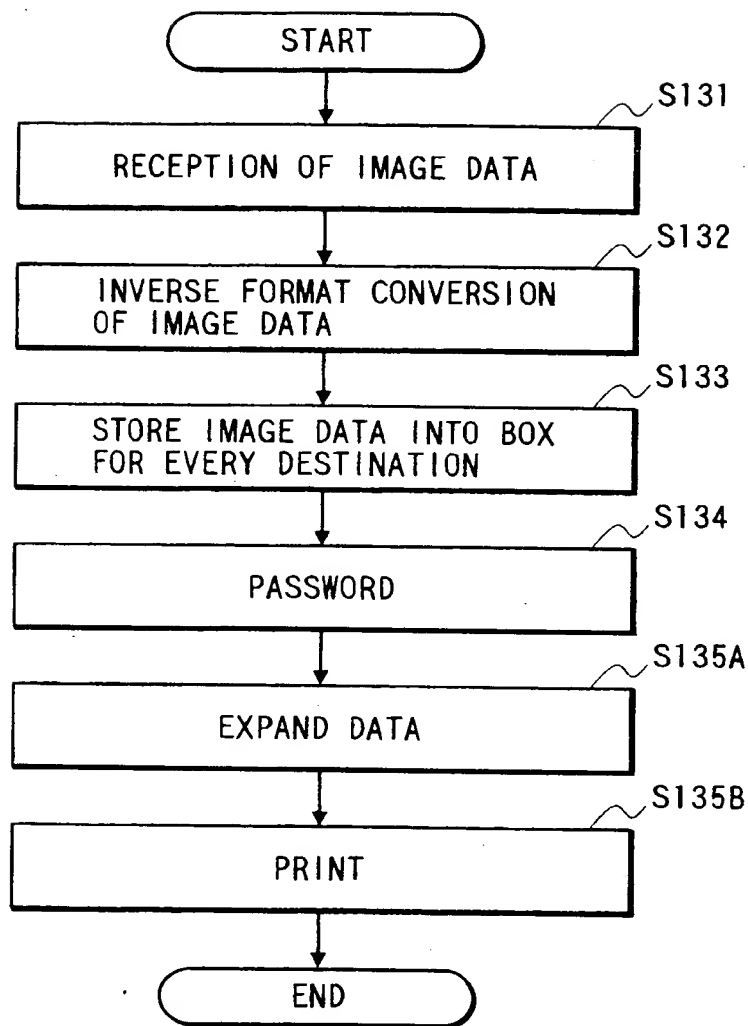 START
S131
RECEPTION OF IMAGE DATA
S132
INVERSE FORMAT CONVERSION
OF IMAGE DATA
S133
STORE IMAGE DATA INTO BOX
FOR EVERY DESTINATION
S134
PASSWORD
S135A
EXPAND DATA
S135B
PRINT
END